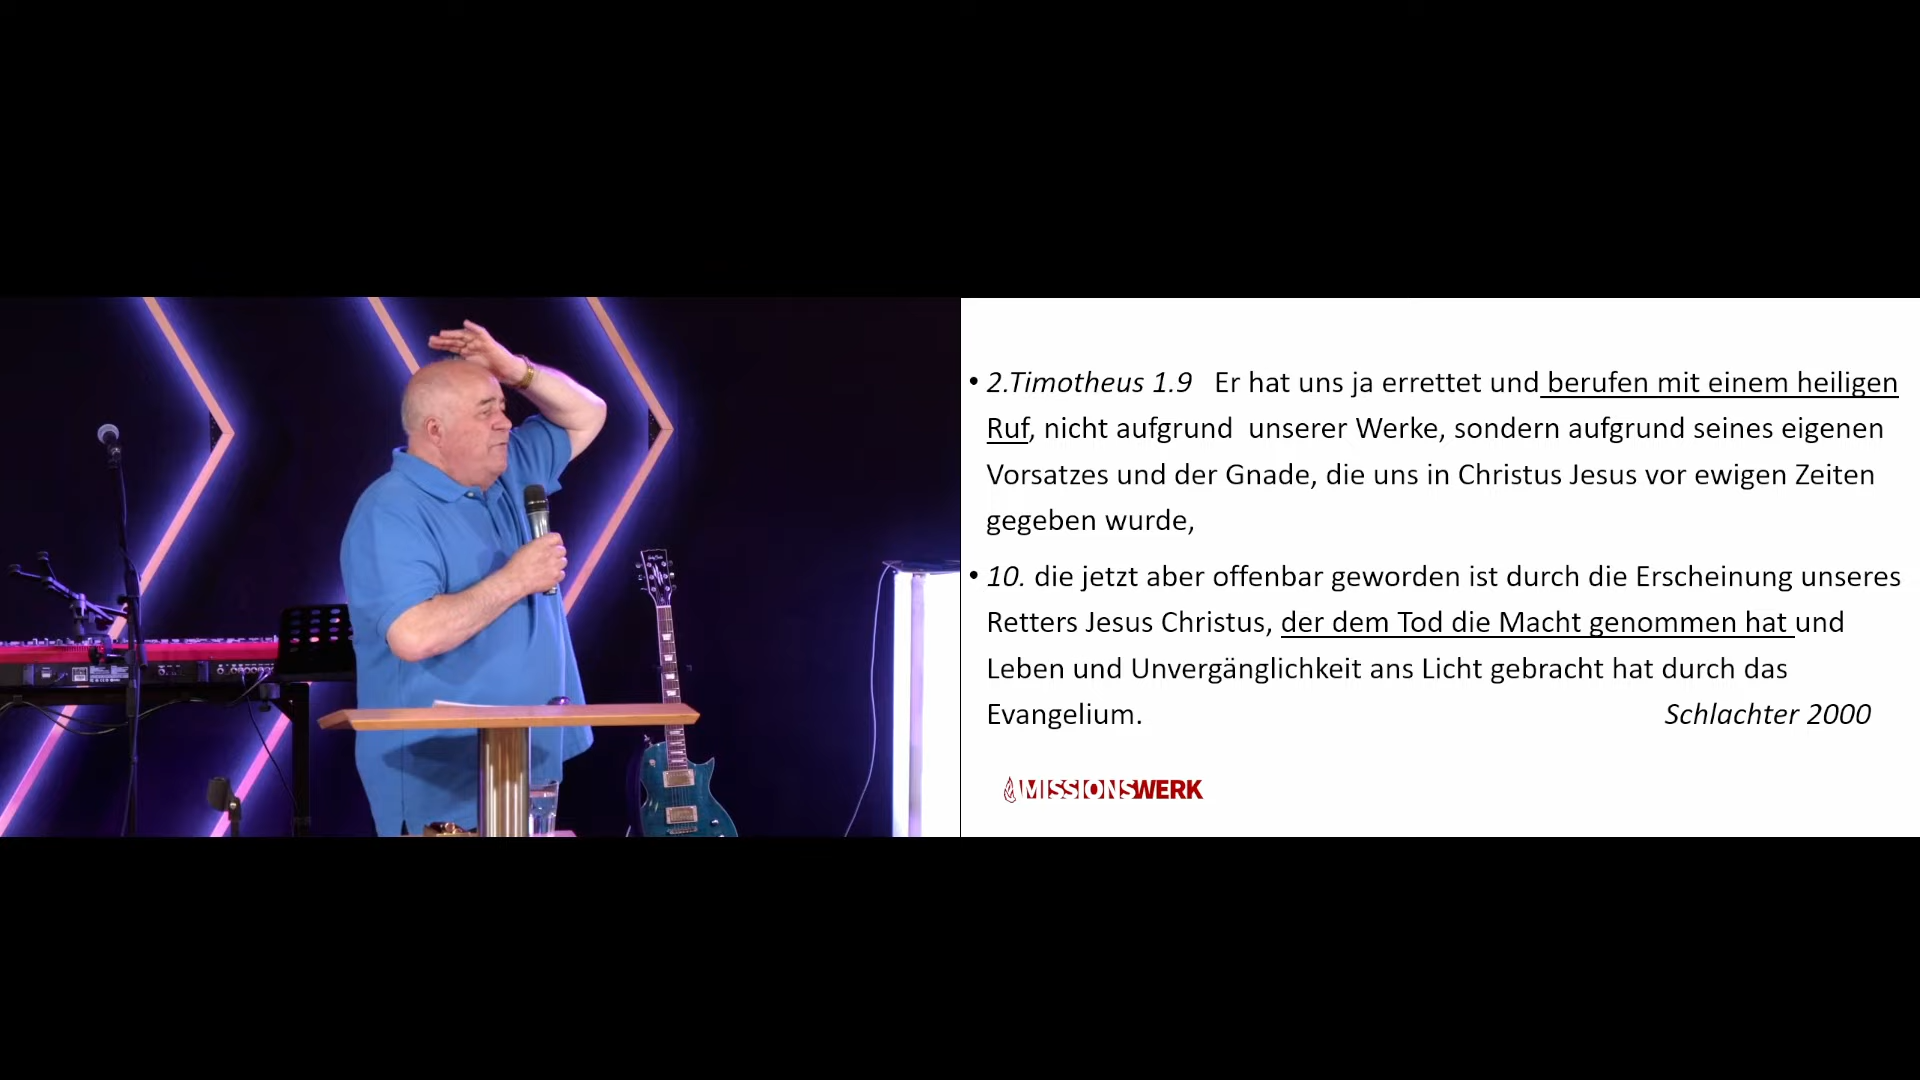 • 2.Timotheus 1.9 Er hat uns ja errettet und berufen mit einem heiligen
Ruf, nicht aufgrund unserer Werke, sondern aufgrund seines eigenen
Vorsatzes und der Gnade, die uns in Christus Jesus vor ewigen Zeiten
gegeben wurde,
• 10. die jetzt aber offenbar geworden ist durch die Erscheinung unseres
Retters Jesus Christus, der dem Tod die Macht genommen hat und
Leben und Unvergänglichkeit ans Licht gebracht hat durch das
Evangelium. Schlachter 2000
MISSIONSWERK